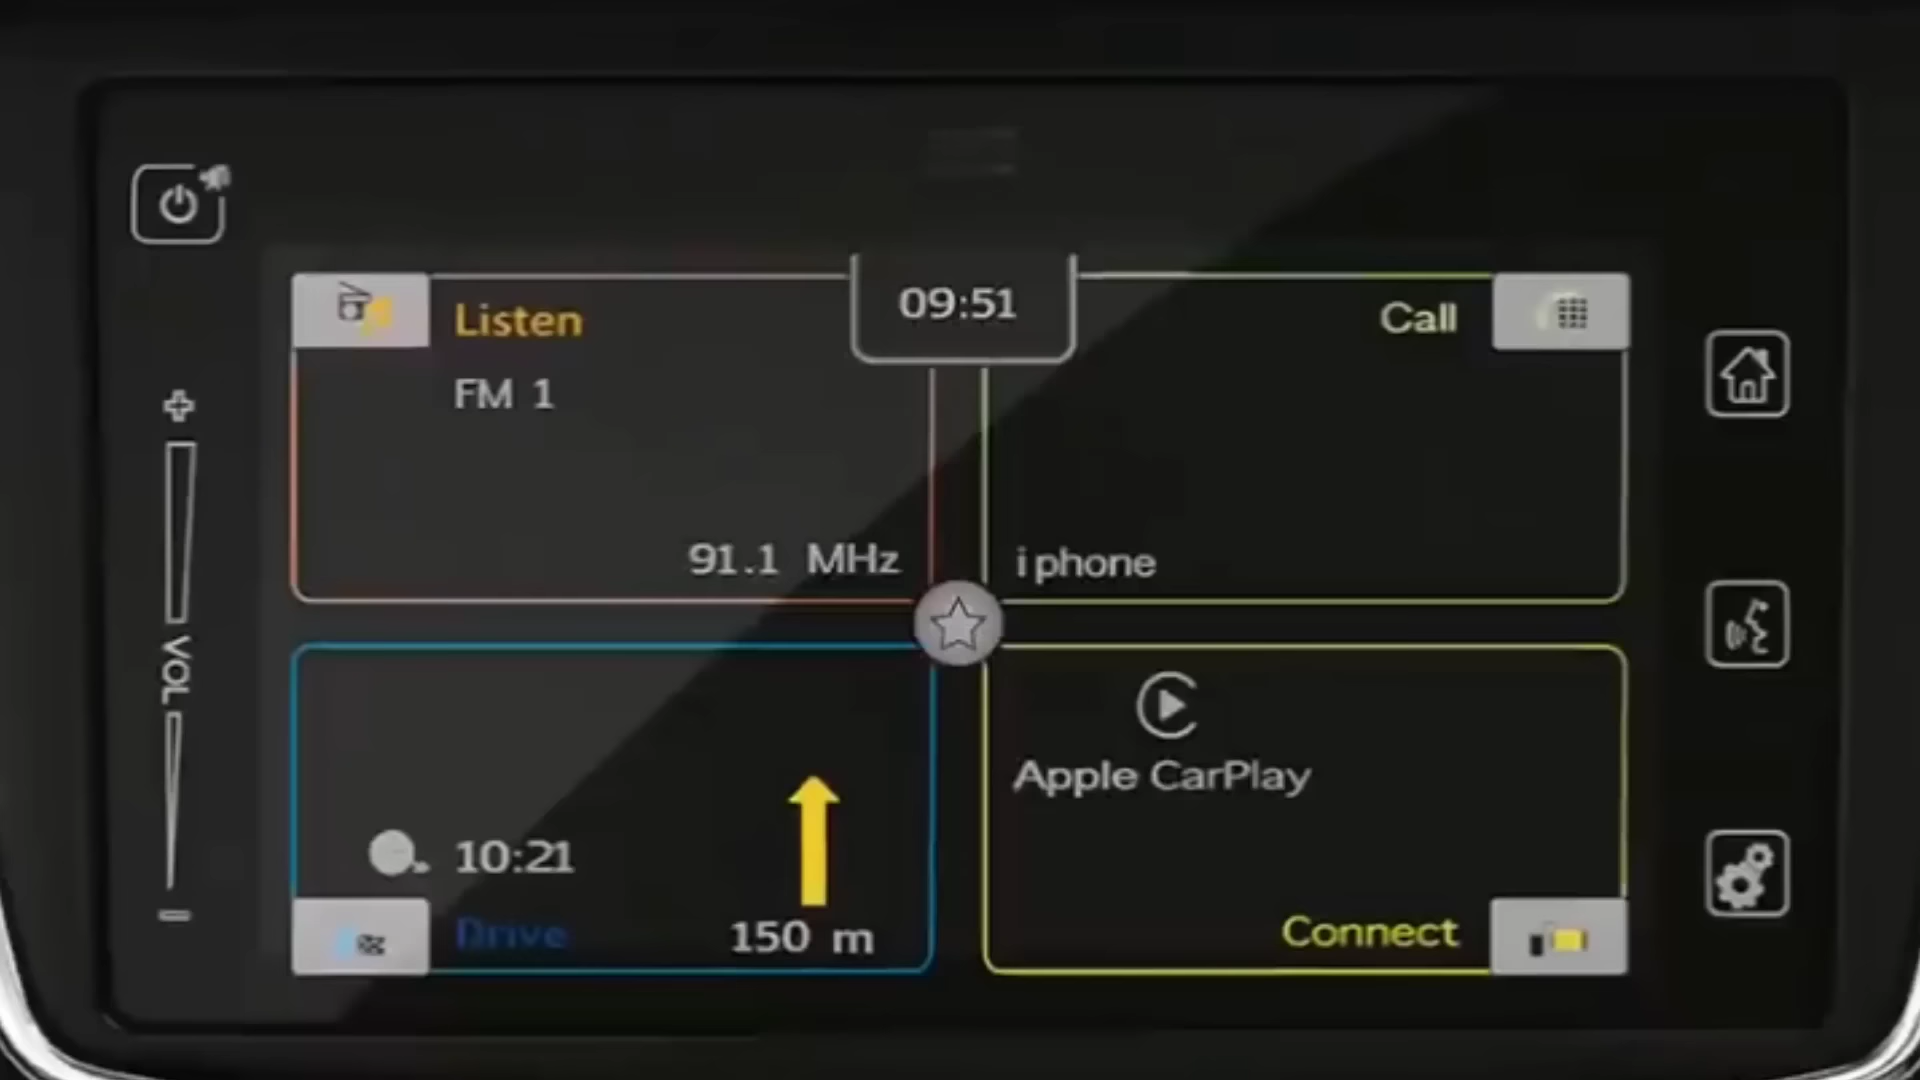 09:51
Listen
FM 1
91.1 MHz
Call
i phone
VOL
10:21
Drive
150 m
Apple CarPlay
Connect